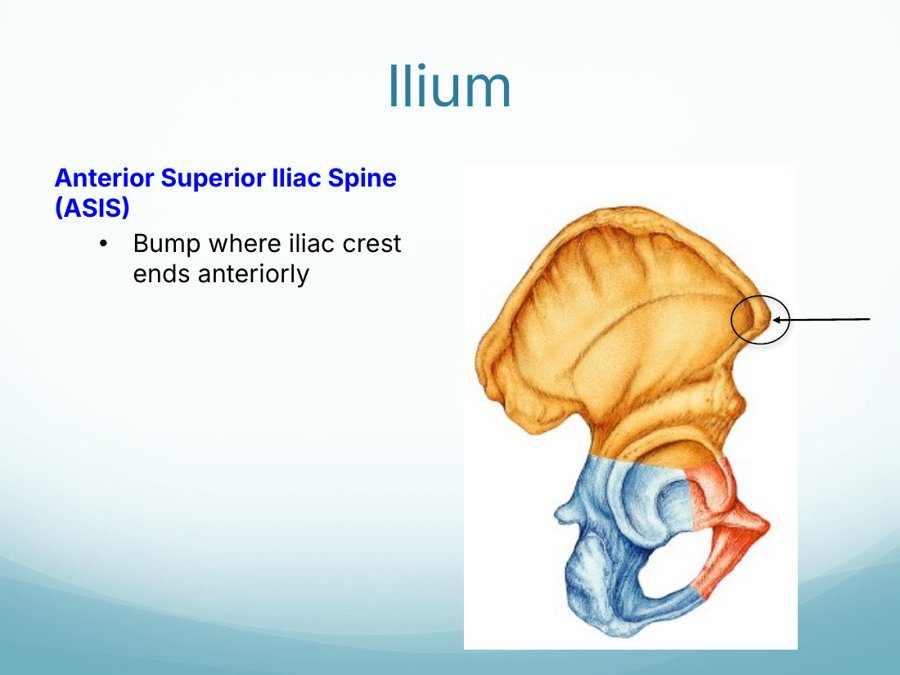 Ilium
Anterior Superior Iliac Spine
(ASIS)
• Bump where iliac crest
ends anteriorly